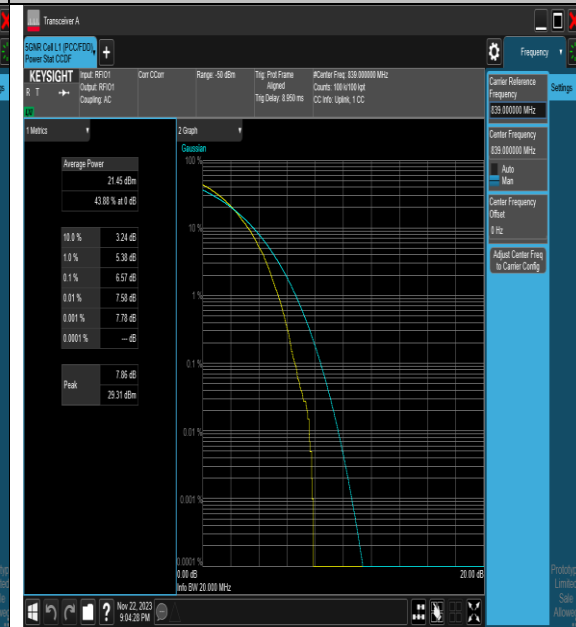 Transceiver A
5GNR Cell L1 (PCC/FDD)
Power Stat CCDF
+
Frequency
KEYSIGHT
R T
Input: RFIO1
Output: RFIO1
Coupling: AC
Corr CCorr
Range: -50 dBm
Trig: Prot Frame
Aligned
Trig Delay: 8.950 ms
#Center Freq: 839.000000 MHz
Counts: 100 k/100 kpt
CC Info: Uplink, 1 CC
1 Metrics
Average Power
21.45 dBm
43.88 % at 0 dB
10.0 % 3.24 dB
1.0 % 5.38 dB
0.1 % 6.57 dB
0.01 % 7.58 dB
0.001 % 7.78 dB
0.0001 % --- dB
Peak
7.86 dB
29.31 dBm
2 Graph
Gaussian
100 %
10 %
1 %
0.1 %
0.01 %
0.001 %
0.0001 %
0.00 dB
20.00 dB
Info BW 20.000 MHz
Carrier Reference
Frequency
839.000000 MHz
Center Frequency
839.000000 MHz
Auto
Man
Center Frequency
Offset
0 Hz
Adjust Center Freq
to Carrier Config
Settings
?
Nov 22, 2023
9:04:28 PM